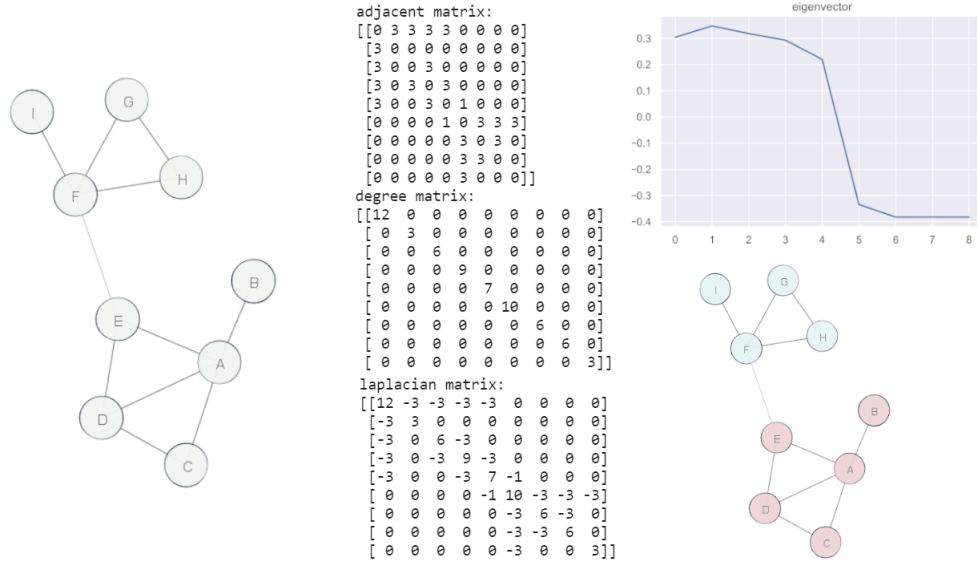 I
G
F
H
B
E
A
D
C
adjacent matrix:
[[0 3 3 3 3 0 0 0 0]
[3 0 0 0 0 0 0 0 0]
[3 0 0 3 0 0 0 0 0]
[3 0 3 0 3 0 0 0 0]
[3 0 0 3 0 1 0 0 0]
[0 0 0 0 1 0 3 3 3]
[0 0 0 0 0 3 0 3 0]
[0 0 0 0 0 3 3 0 0]
[0 0 0 0 0 3 0 0 0]]
degree matrix:
[[12 0 0 0 0 0 0 0 0]
[ 0 3 0 0 0 0 0 0 0]
[ 0 0 6 0 0 0 0 0 0]
[ 0 0 0 9 0 0 0 0 0]
[ 0 0 0 0 7 0 0 0 0]
[ 0 0 0 0 0 10 0 0 0]
[ 0 0 0 0 0 0 6 0 0]
[ 0 0 0 0 0 0 0 6 0]
[ 0 0 0 0 0 0 0 0 3]]
laplacian matrix:
[[12 -3 -3 -3 -3 0 0 0 0]
[-3 3 0 0 0 0 0 0 0]
[-3 0 6 -3 0 0 0 0 0]
[-3 0 -3 9 -3 0 0 0 0]
[-3 0 0 -3 7 -1 0 0 0]
[ 0 0 0 0 -1 10 -3 -3 -3]
[ 0 0 0 0 0 -3 6 -3 0]
[ 0 0 0 0 0 -3 -3 6 0]
[ 0 0 0 0 0 -3 0 0 3]]
eigenvector
0.3
0.2
0.1
0.0
−0.1
−0.2
−0.3
−0.4
0 1 2 3 4 5 6 7 8
I
G
F
H
B
E
A
D
C